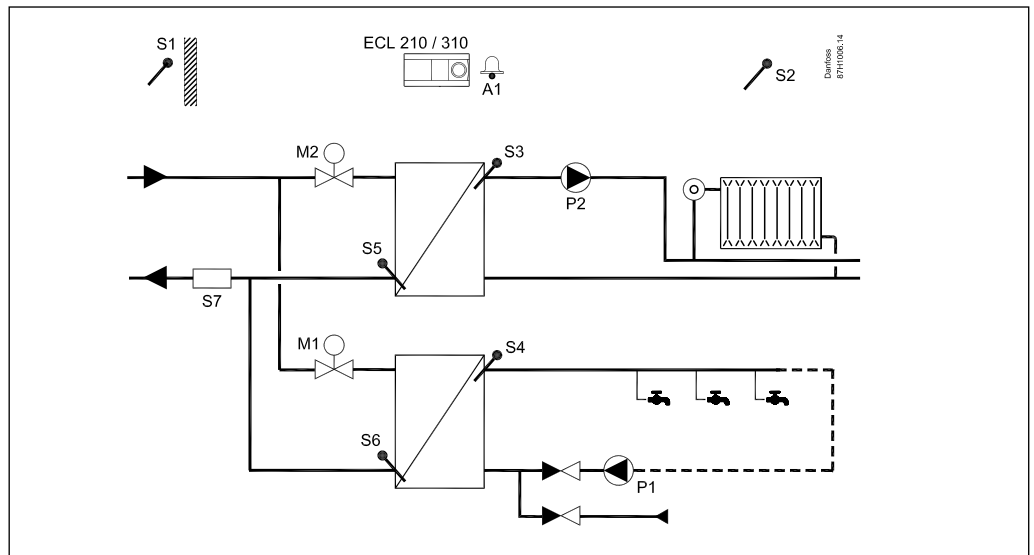 S1
ECL 210 / 310
A1
S2
Danfoss
87H1006.14
M2
S3
P2
S5
S7
M1
S4
S6
P1